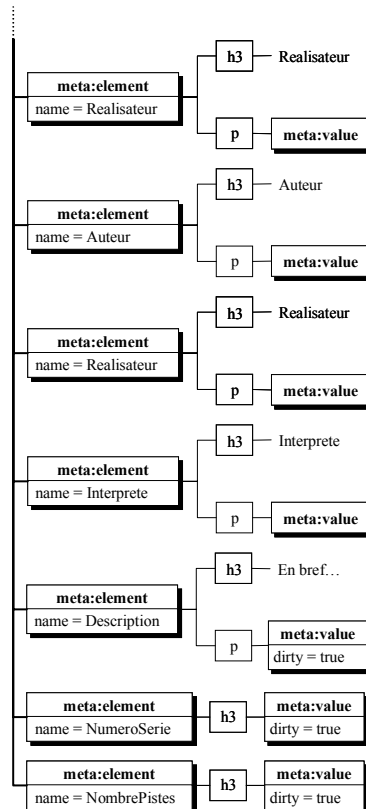 h3 Realisateur
meta:element
name = Realisateur
p meta:value
h3 Auteur
meta:element
name = Auteur
p meta:value
h3 Realisateur
meta:element
name = Realisateur
p meta:value
h3 Interprete
meta:element
name = Interprete
p meta:value
h3 En bref…
meta:element
name = Description
p meta:value
dirty = true
meta:element h3 meta:value
name = NumeroSerie dirty = true
meta:element h3 meta:value
name = NombrePistes dirty = true